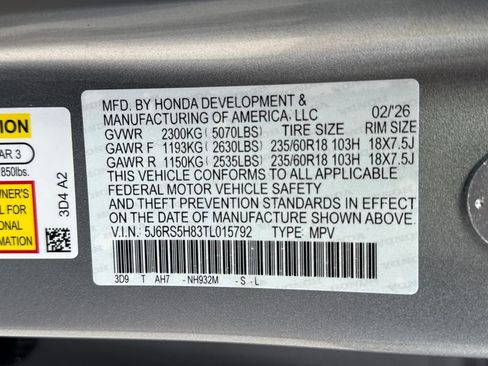 MFD. BY HONDA DEVELOPMENT &
MANUFACTURING OF AMERICA, LLC 02/'26
GVWR 2300KG (5070LBS) TIRE SIZE RIM SIZE
GAWR F 1193KG (2630LBS) 235/60R18 103H 18X7.5J
GAWR R 1150KG (2535LBS) 235/60R18 103H 18X7.5J
THIS VEHICLE CONFORMS TO ALL APPLICABLE
FEDERAL MOTOR VEHICLE SAFETY
AND THEFT PREVENTION STANDARDS IN EFFECT
ON THE DATE OF MANUFACTURE SHOWN ABOVE.
V.I.N.: 5J6RS5H83TL015792 TYPE: MPV
3D9 T AH7 - NH932M - S - L
3D4 A2
AR 3
850lbs.